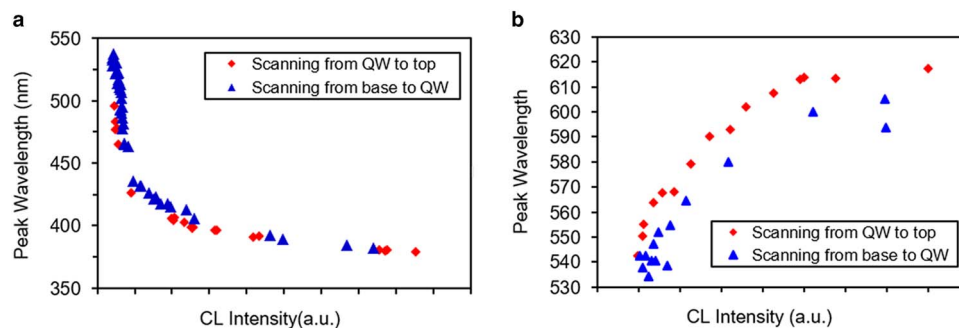 a
550
500
450
400
350
Peak Wavelength (nm)
Scanning from QW to top
Scanning from base to QW
CL Intensity(a.u.)
b
630
620
610
600
590
580
570
560
550
540
530
Peak Wavelength
Scanning from QW to top
Scanning from base to QW
CL Intensity (a.u.)